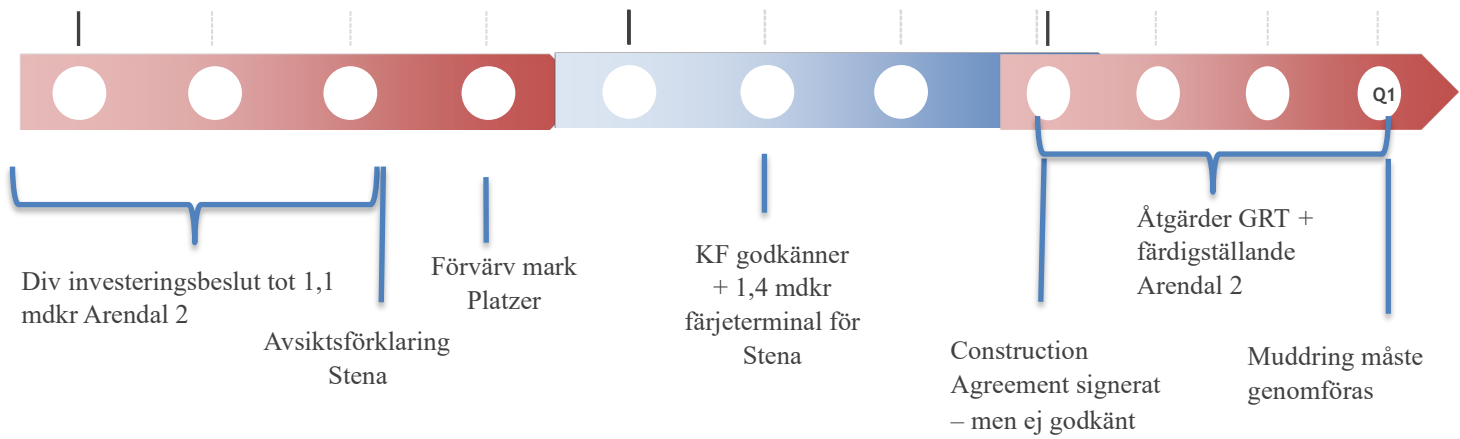 Q1
Div investeringsbeslut tot 1,1
mdkr Arendal 2
Avsiktsförklaring
Stena
Förvärv mark
Platzer
KF godkänner
+ 1,4 mdkr
färjeterminal för
Stena
Construction
Agreement signerat
– men ej godkänt
Åtgärder GRT +
färdigställande
Arendal 2
Muddring måste
genomföras